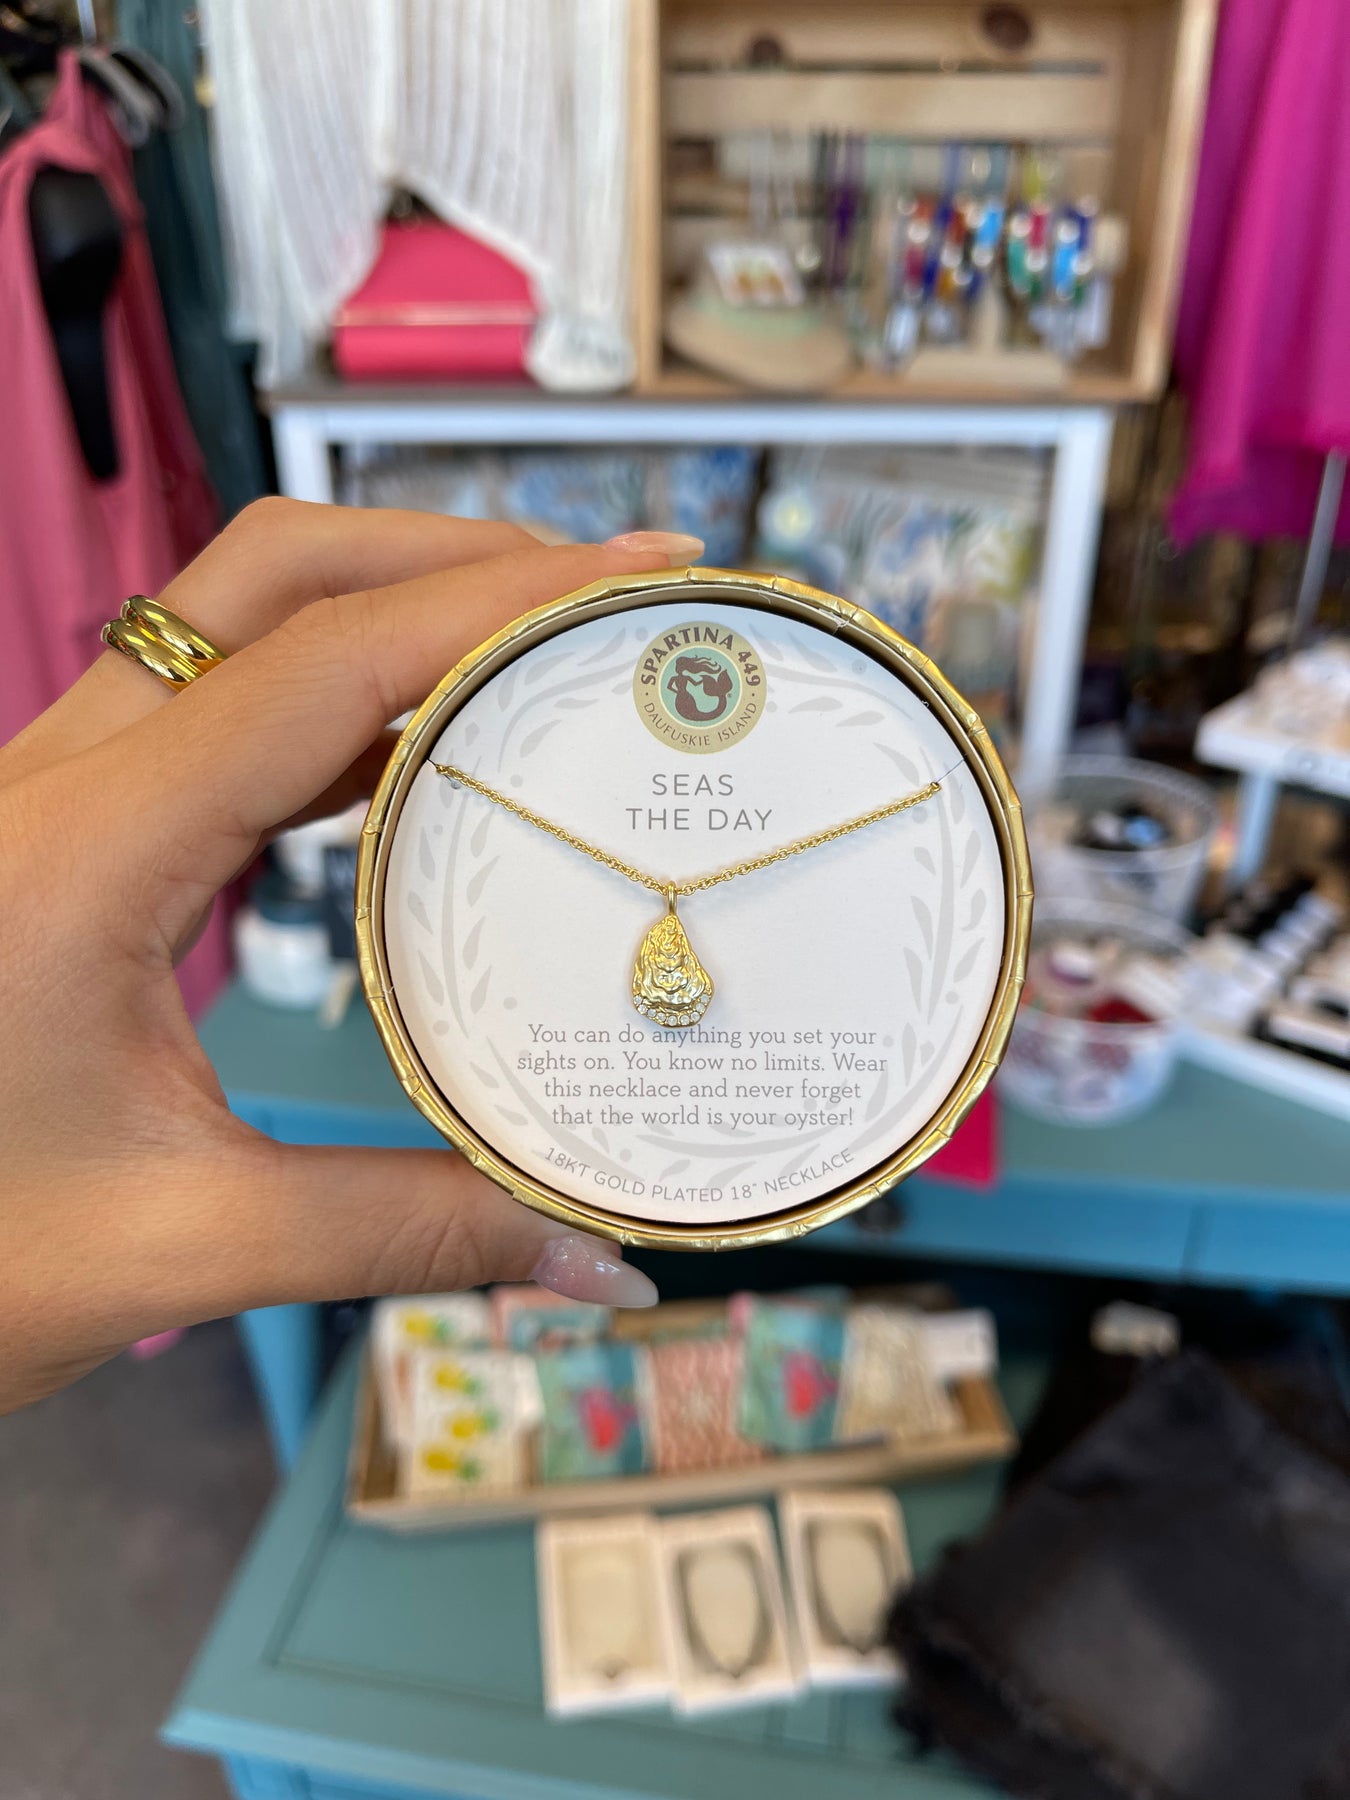 SPARTINA 449
DAUFUSKIE ISLAND
SEAS
THE DAY
You can do anything you set your
sights on. You know no limits. Wear
this necklace and never forget
that the world is your oyster!
18KT GOLD PLATED 18" NECKLACE